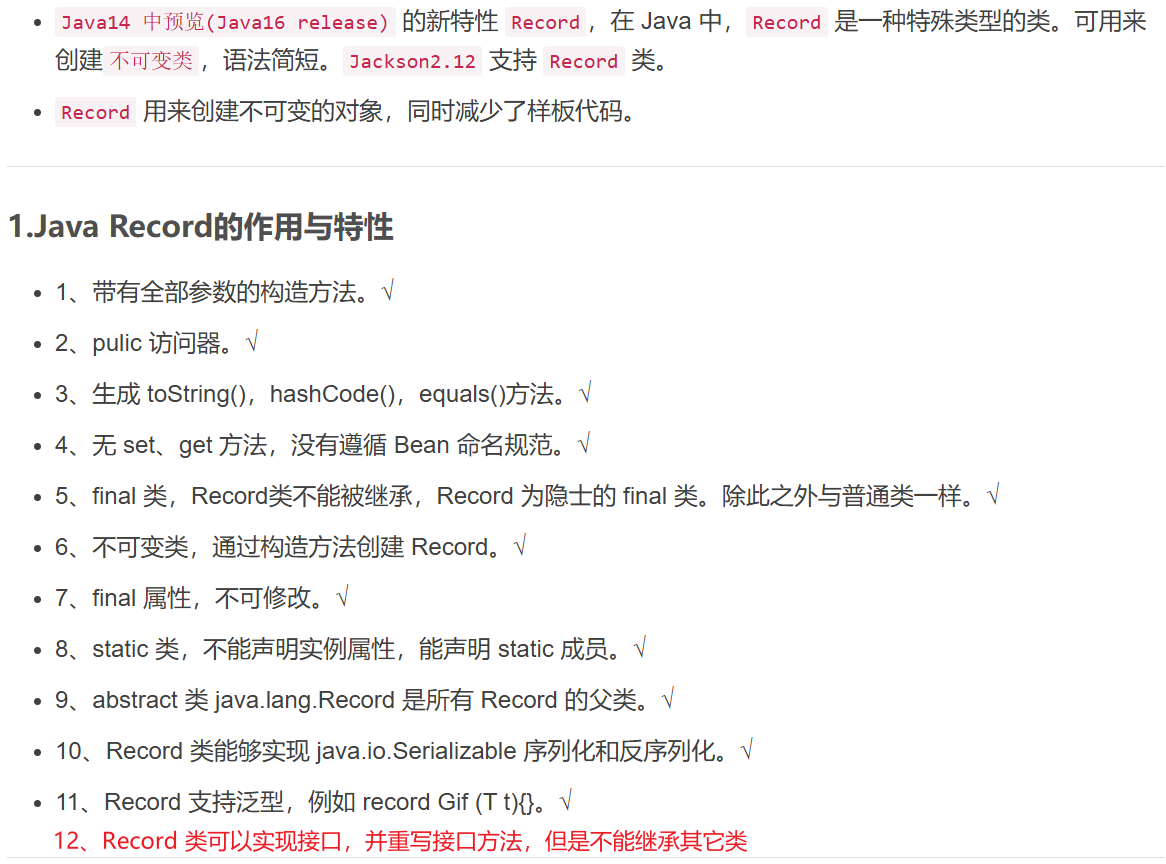 Java14 中预览(Java16 release) 的新特性 Record ，在 Java 中， Record 是一种特殊类型的类。可用来
创建 不可变类 ，语法简短。 Jackson2.12 支持 Record 类。
Record 用来创建不可变的对象，同时减少了样板代码。
1.Java Record的作用与特性
1、带有全部参数的构造方法。√
2、pulic 访问器。√
3、生成 toString()，hashCode()，equals()方法。√
4、无 set、get 方法，没有遵循 Bean 命名规范。√
5、final 类，Record类不能被继承，Record 为隐士的 final 类。除此之外与普通类一样。√
6、不可变类，通过构造方法创建 Record。√
7、final 属性，不可修改。√
8、static 类，不能声明实例属性，能声明 static 成员。√
9、abstract 类 java.lang.Record 是所有 Record 的父类。√
10、Record 类能够实现 java.io.Serializable 序列化和反序列化。√
11、Record 支持泛型，例如 record Gif (T t){}。√
12、Record 类可以实现接口，并重写接口方法，但是不能继承其它类